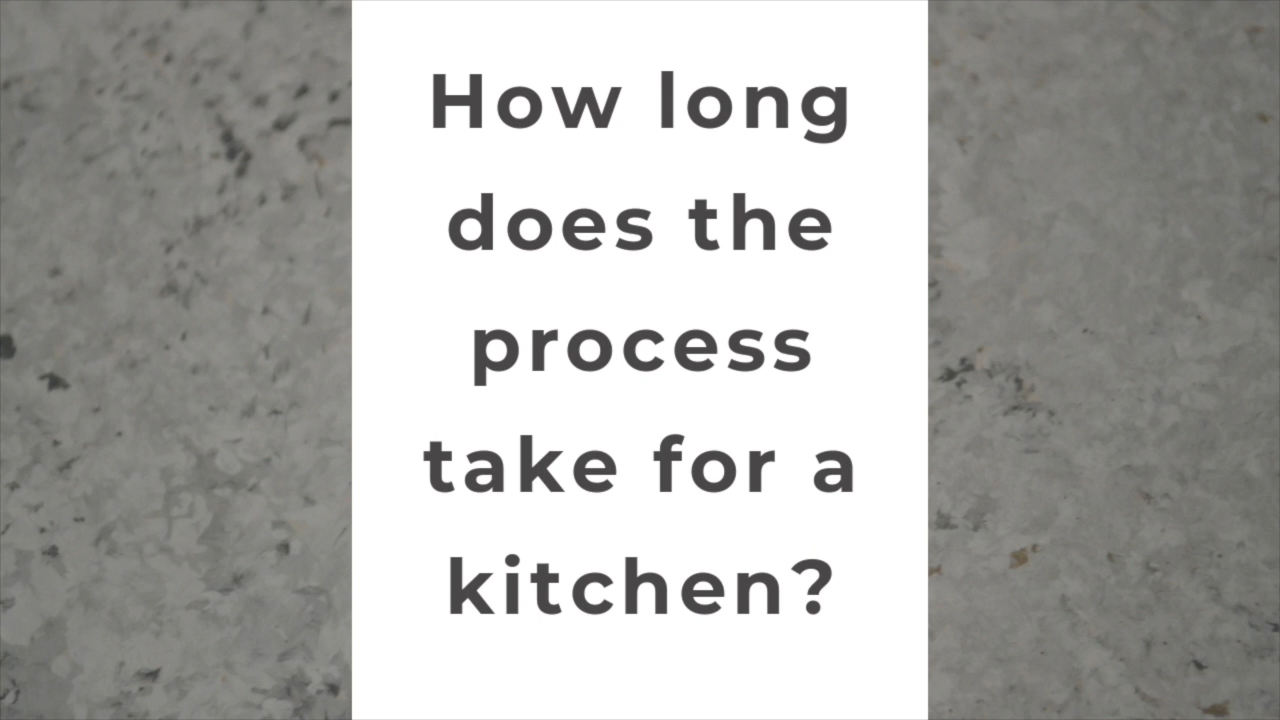 How long
does the
process
take for a
kitchen?